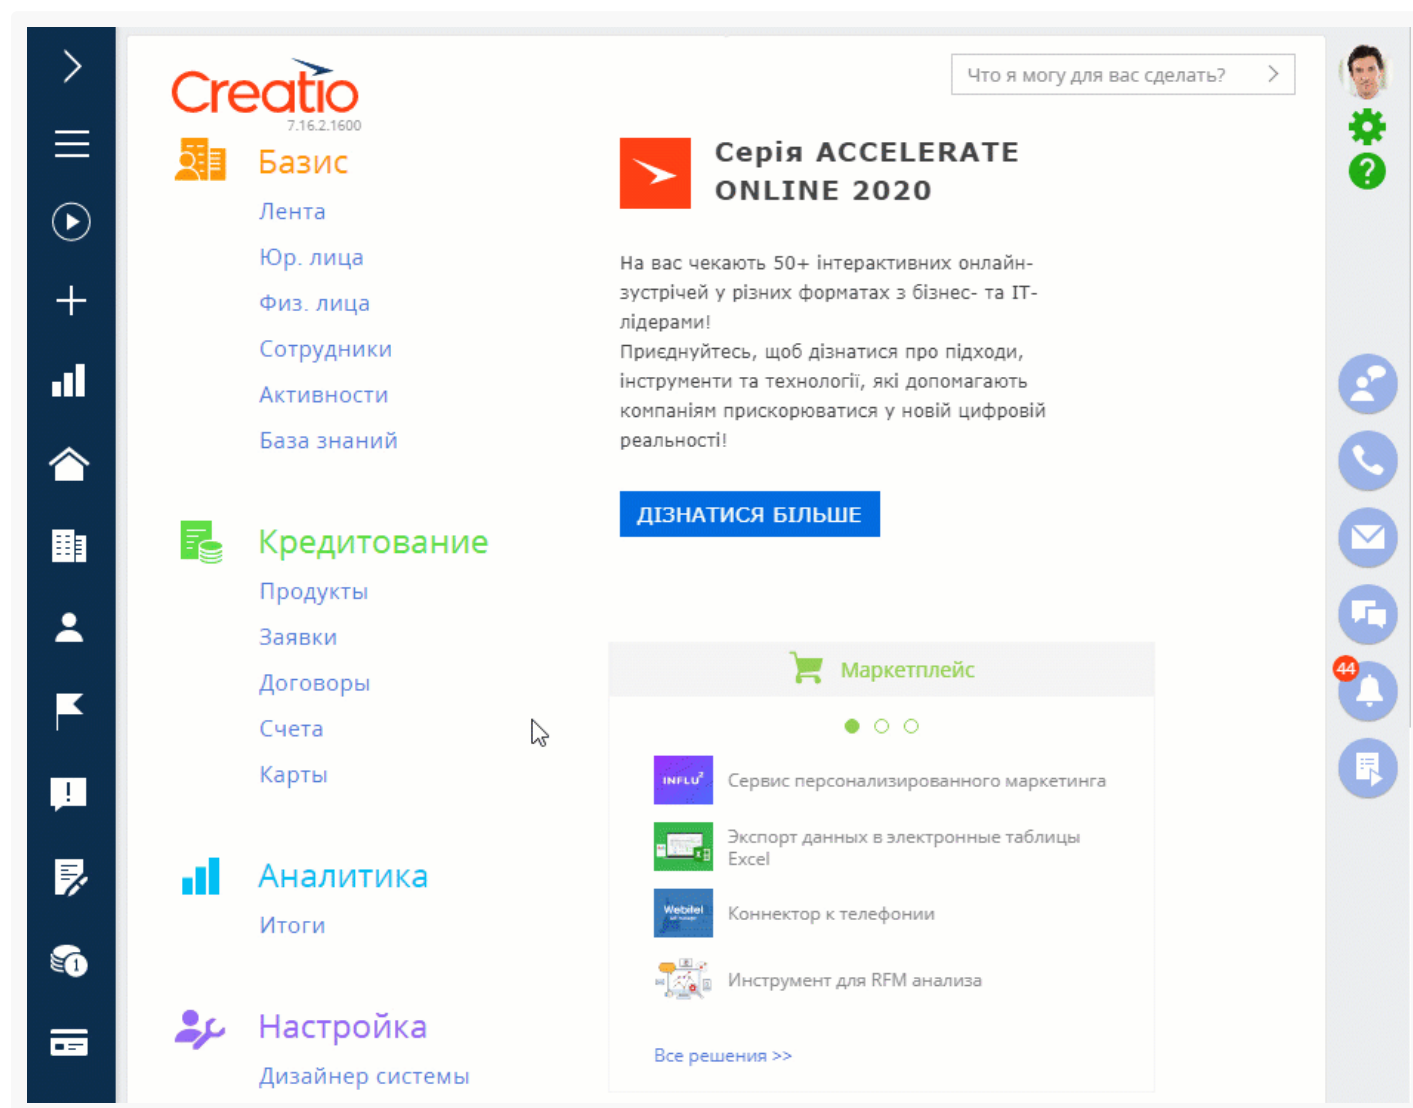 Creatio
7.16.2.1600
Что я могу для вас сделать?
Базис
Лента
Юр. лица
Физ. лица
Сотрудники
Активности
База знаний
Кредитование
Продукты
Заявки
Договоры
Счета
Карты
Аналитика
Итоги
Настройка
Дизайнер системы
Серія ACCELERATE
ONLINE 2020
На вас чекають 50+ інтерактивних онлайн-
зустрічей у різних форматах з бізнес- та ІТ-
лідерами!
Приєднуйтесь, щоб дізнатися про підходи,
інструменти та технології, які допомагають
компаніям прискорюватися у новій цифровій
реальності!
ДІЗНАТИСЯ БІЛЬШЕ
Маркетплейс
INFLU2
Сервис персонализированного маркетинга
Экспорт данных в электронные таблицы
Excel
Webitel
Коннектор к телефонии
Инструмент для RFM анализа
Все решения >>
44
1